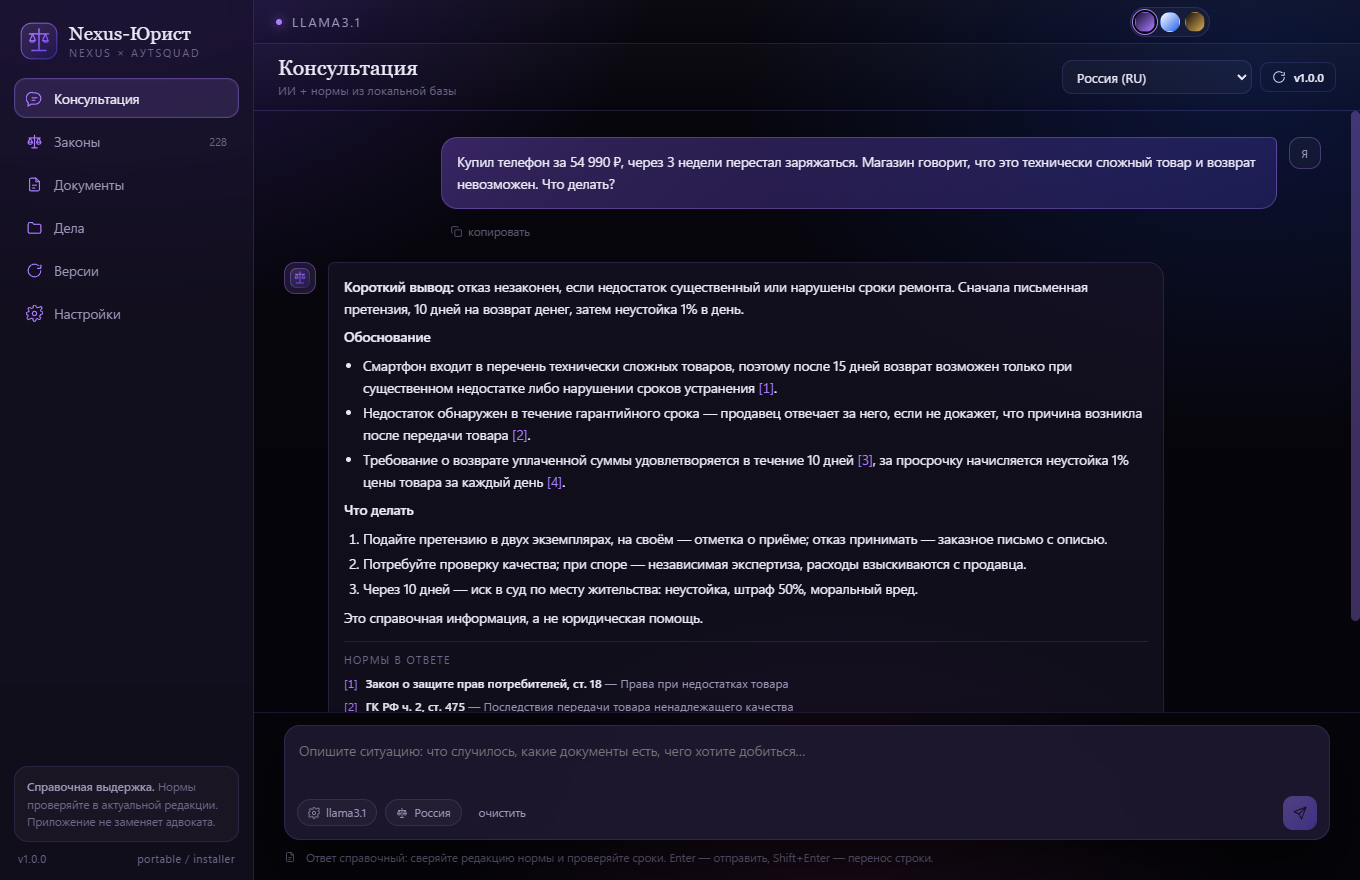 Nexus-Юрист
NEXUS × АУТSQUAD
Консультация
Законы 228
Документы
Дела
Версии
Настройки
Справочная выдержка. Нормы
проверяйте в актуальной редакции.
Приложение не заменяет адвоката.
v1.0.0 portable / installer
LLAMA3.1
Консультация
ИИ + нормы из локальной базы
Россия (RU)
v1.0.0
Купил телефон за 54 990 ₽, через 3 недели перестал заряжаться. Магазин говорит, что это технически сложный товар и возврат
невозможен. Что делать?
Я
копировать
Короткий вывод: отказ незаконен, если недостаток существенный или нарушены сроки ремонта. Сначала письменная
претензия, 10 дней на возврат денег, затем неустойка 1% в день.
Обоснование
• Смартфон входит в перечень технически сложных товаров, поэтому после 15 дней возврат возможен только при
существенном недостатке либо нарушении сроков устранения [1].
• Недостаток обнаружен в течение гарантийного срока — продавец отвечает за него, если не докажет, что причина возникла
после передачи товара [2].
• Требование о возврате уплаченной суммы удовлетворяется в течение 10 дней [3], за просрочку начисляется неустойка 1%
цены товара за каждый день [4].
Что делать
1. Подайте претензию в двух экземплярах, на своём — отметка о приёме; отказ принимать — заказное письмо с описью.
2. Потребуйте проверку качества; при споре — независимая экспертиза, расходы взыскиваются с продавца.
3. Через 10 дней — иск в суд по месту жительства: неустойка, штраф 50%, моральный вред.
Это справочная информация, а не юридическая помощь.
НОРМЫ В ОТВЕТЕ
[1] Закон о защите прав потребителей, ст. 18 — Права при недостатках товара
[2] ГК РФ ч. 2, ст. 475 — Последствия передачи товара ненадлежащего качества
Опишите ситуацию: что случилось, какие документы есть, чего хотите добиться...
llama3.1
Россия
очистить
Ответ справочный: сверяйте редакцию нормы и проверяйте сроки. Enter — отправить, Shift+Enter — перенос строки.